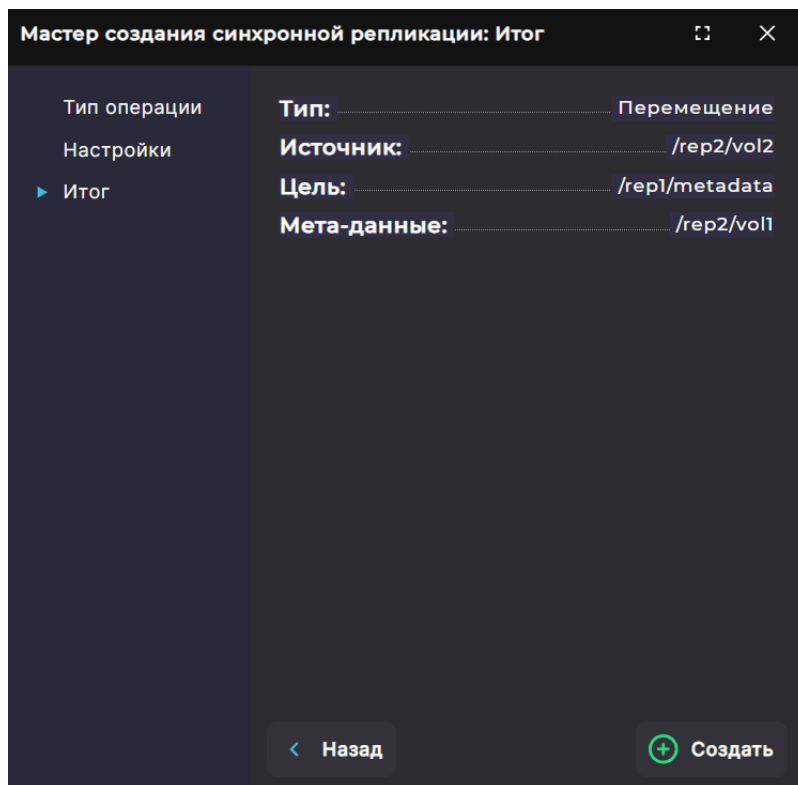 Мастер создания синхронной репликации: Итог
Тип операции
Настройки
Итог
Тип: Перемещение
Источник: /rep2/vol2
Цель: /rep1/metadata
Мета-данные: /rep2/vol1
Назад
Создать